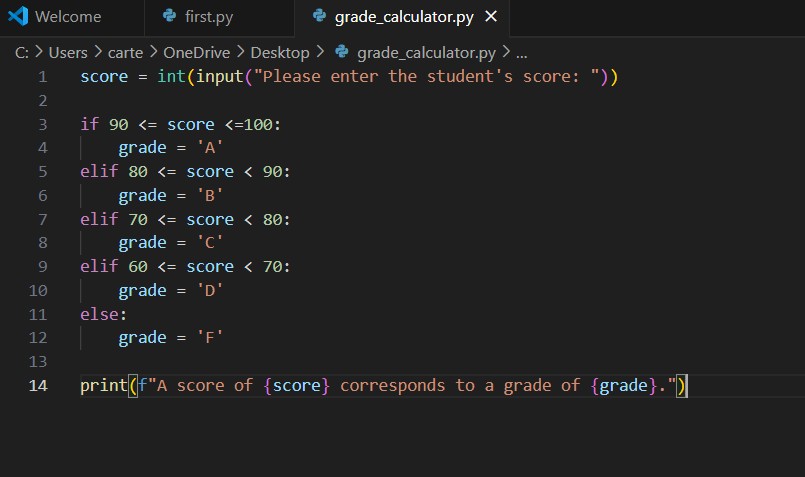 Welcome first.py grade_calculator.py ×
C: > Users > carte > OneDrive > Desktop > grade_calculator.py > ...
1 score = int(input("Please enter the student's score: "))
2
3 if 90 <= score <=100:
4     grade = 'A'
5 elif 80 <= score < 90:
6     grade = 'B'
7 elif 70 <= score < 80:
8     grade = 'C'
9 elif 60 <= score < 70:
10     grade = 'D'
11 else:
12     grade = 'F'
13
14 print(f"A score of {score} corresponds to a grade of {grade}.")